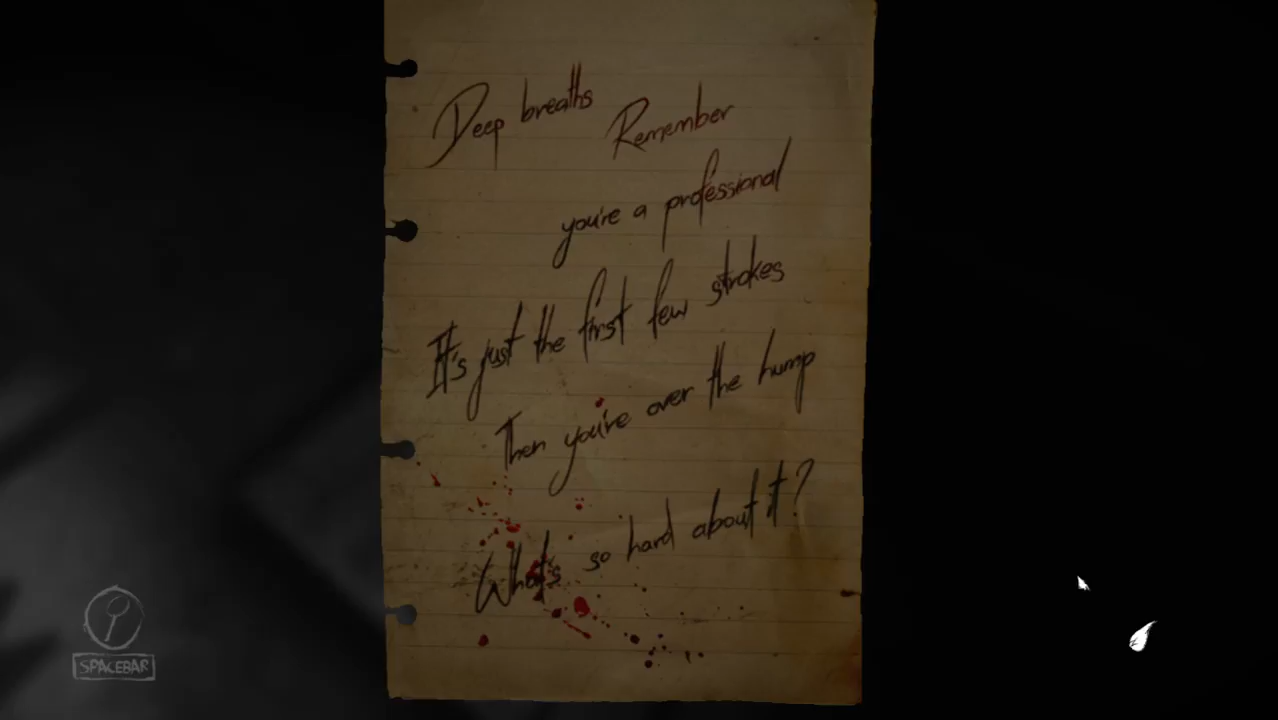 Deep breaths Remember
you're a professional
It's just the first few strokes
Then you're over the hump
What's so hard about it?
SPACEBAR